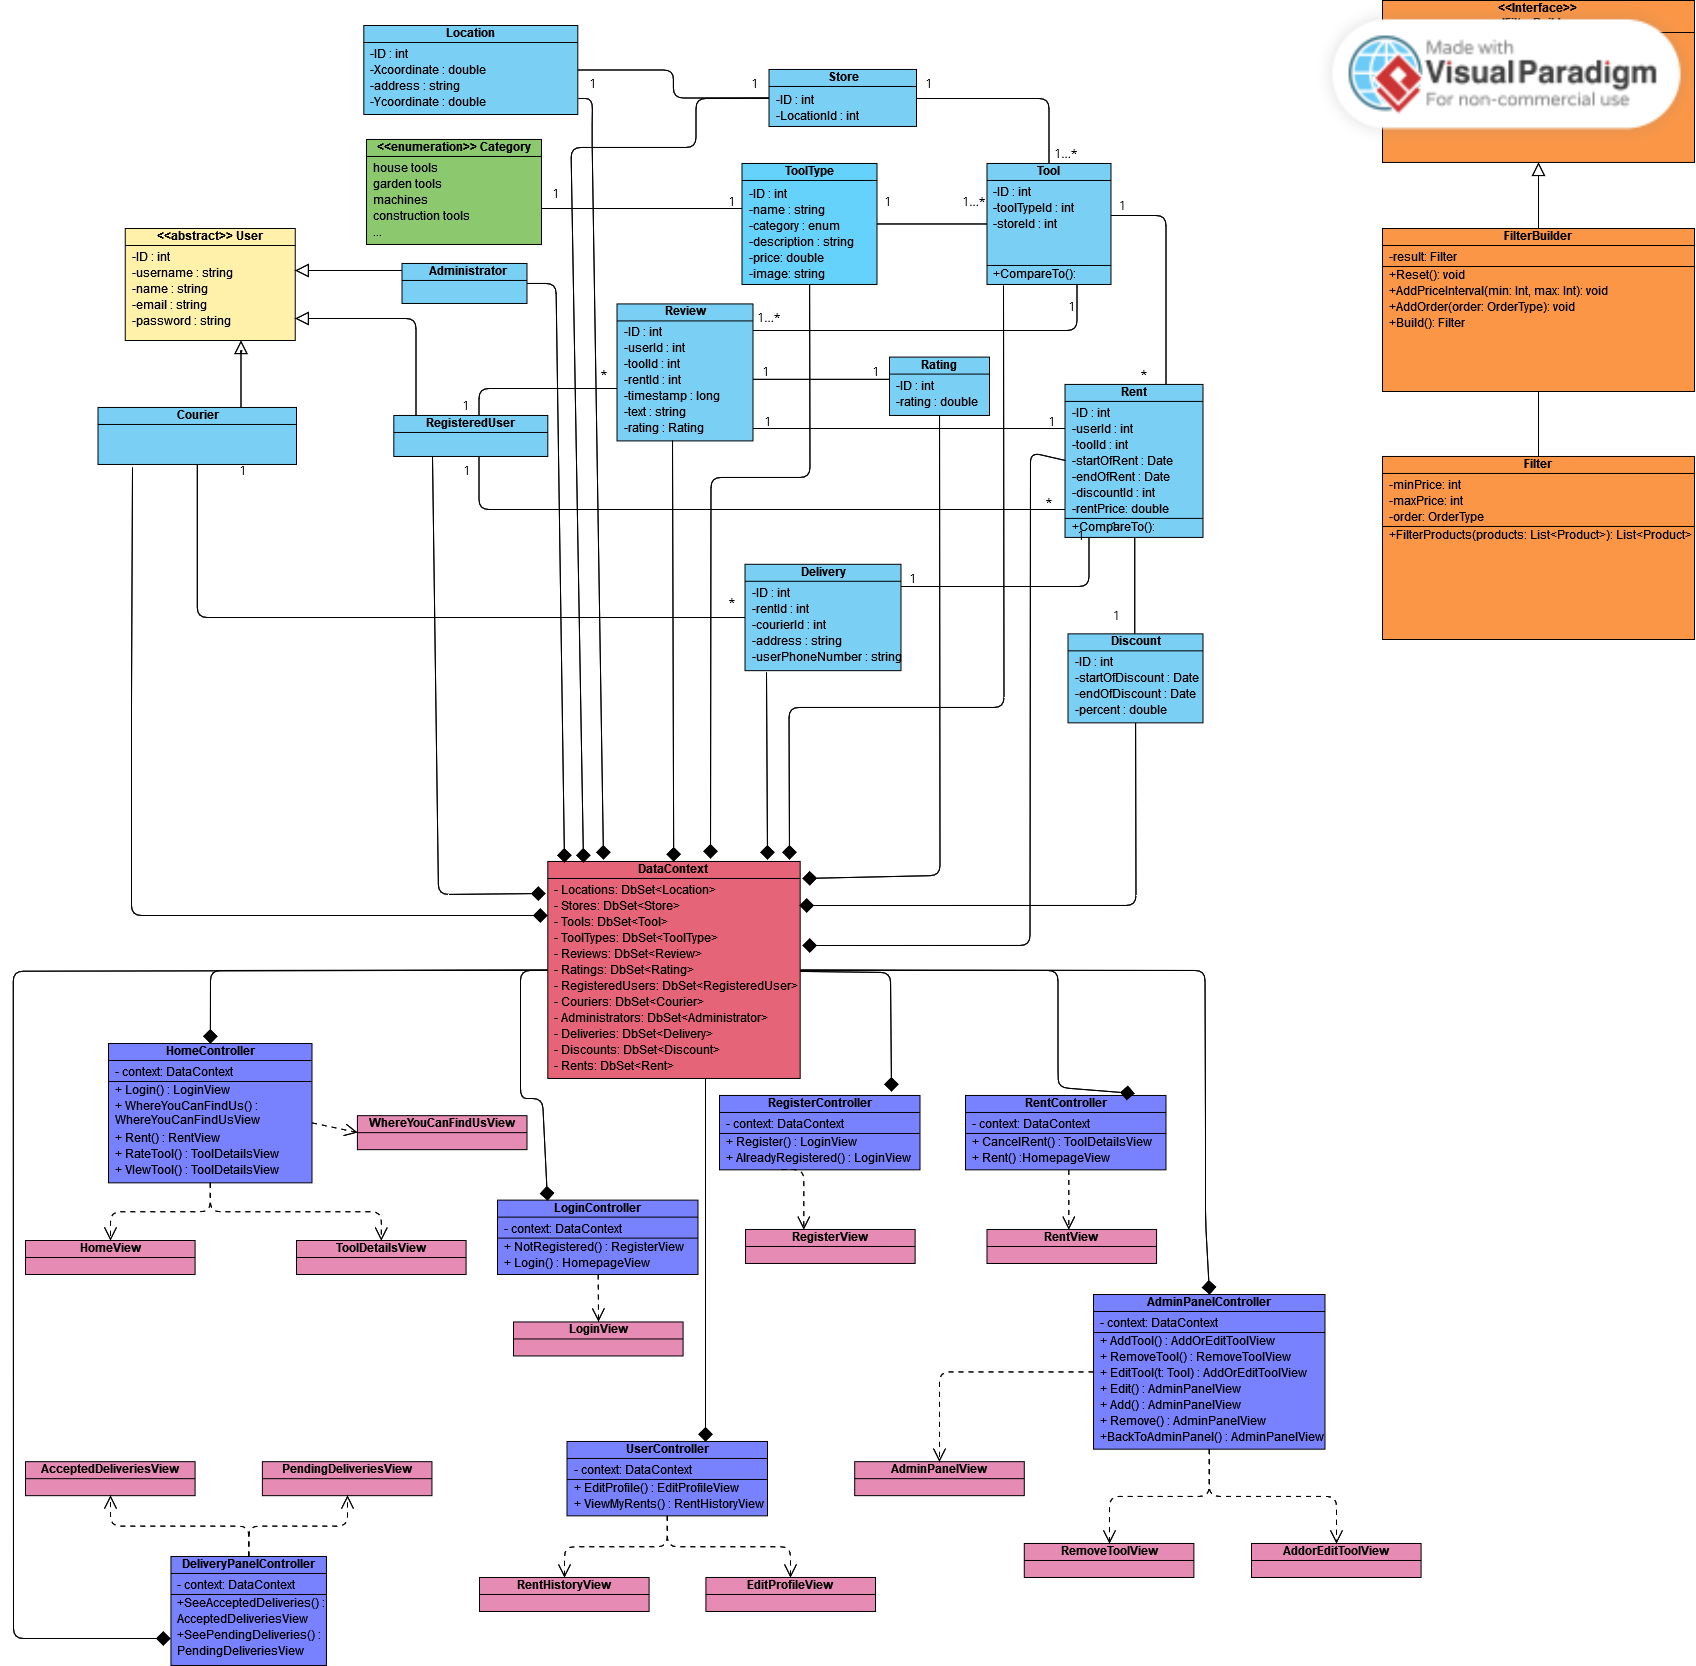 Location
-ID : int
-Xcoordinate : double
-address : string
-Ycoordinate : double
1
1
Store
-ID : int
-LocationId : int
1
1...*
<<Interface>>
Made with
Visual Paradigm
For non-commercial use
<<enumeration>> Category
house tools
garden tools
machines
construction tools
...
1
1
ToolType
-ID : int
-name : string
-category : enum
-description : string
-price: double
-image: string
1
1...*
Tool
-ID : int
-toolTypeId : int
-storeId : int
+CompareTo():
1
1
<<abstract>> User
-ID : int
-username : string
-name : string
-email : string
-password : string
Administrator
FilterBuilder
-result: Filter
+Reset(): void
+AddPriceInterval(min: Int, max: Int): void
+AddOrder(order: OrderType): void
+Build(): Filter
Review
-ID : int
-userId : int
-toolId : int
-rentId : int
-timestamp : long
-text : string
-rating : Rating
1...*
*
1
1
1
Rating
-ID : int
-rating : double
*
Rent
-ID : int
-userId : int
-toolId : int
-startOfRent : Date
-endOfRent : Date
-discountId : int
-rentPrice: double
+CompareTo():
1
1
1
*
Courier
1
RegisteredUser
1
1
Filter
-minPrice: int
-maxPrice: int
-order: OrderType
+FilterProducts(products: List<Product>): List<Product>
Delivery
-ID : int
-rentId : int
-courierId : int
-address : string
-userPhoneNumber : string
1
*
1
Discount
-ID : int
-startOfDiscount : Date
-endOfDiscount : Date
-percent : double
DataContext
- Locations: DbSet<Location>
- Stores: DbSet<Store>
- Tools: DbSet<Tool>
- ToolTypes: DbSet<ToolType>
- Reviews: DbSet<Review>
- Ratings: DbSet<Rating>
- RegisteredUsers: DbSet<RegisteredUser>
- Couriers: DbSet<Courier>
- Administrators: DbSet<Administrator>
- Deliveries: DbSet<Delivery>
- Discounts: DbSet<Discount>
- Rents: DbSet<Rent>
HomeController
- context: DataContext
+ Login() : LoginView
+ WhereYouCanFindUs() :
WhereYouCanFindUsView
+ Rent() : RentView
+ RateTool() : ToolDetailsView
+ VIewTool() : ToolDetailsView
WhereYouCanFindUsView
HomeView
ToolDetailsView
LoginController
- context: DataContext
+ NotRegistered() : RegisterView
+ Login() : HomepageView
LoginView
RegisterController
- context: DataContext
+ Register() : LoginView
+ AlreadyRegistered() : LoginView
RegisterView
RentController
- context: DataContext
+ CancelRent() : ToolDetailsView
+ Rent() :HomepageView
RentView
AdminPanelController
- context: DataContext
+ AddTool() : AddOrEditToolView
+ RemoveTool() : RemoveToolView
+ EditTool(t: Tool) : AddOrEditToolView
+ Edit() : AdminPanelView
+ Add() : AdminPanelView
+ Remove() : AdminPanelView
+BackToAdminPanel() : AdminPanelView
AdminPanelView
RemoveToolView
AddorEditToolView
UserController
- context: DataContext
+ EditProfile() : EditProfileView
+ ViewMyRents() : RentHistoryView
RentHistoryView
EditProfileView
AcceptedDeliveriesView
PendingDeliveriesView
DeliveryPanelController
- context: DataContext
+SeeAcceptedDeliveries() :
AcceptedDeliveriesView
+SeePendingDeliveries() :
PendingDeliveriesView